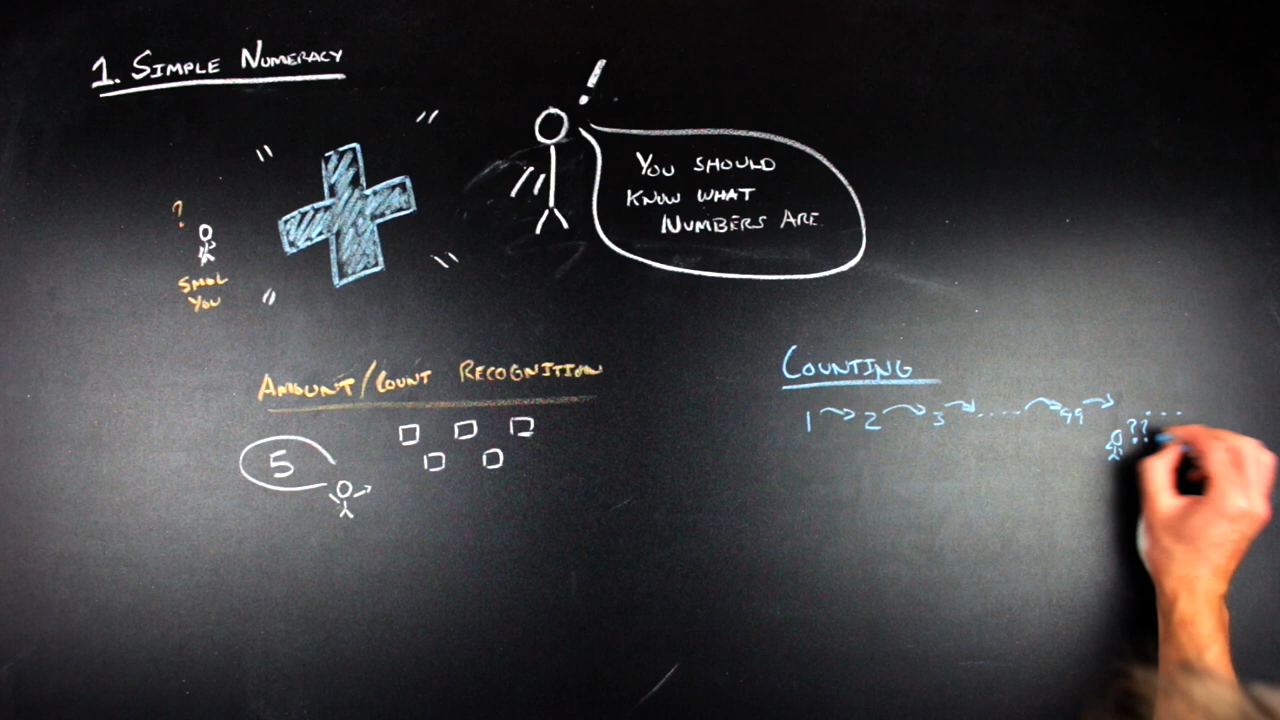 1. SIMPLE NUMERACY
!
YOU SHOULD
KNOW WHAT
NUMBERS ARE
?
SMOL
YOU
AMOUNT/COUNT RECOGNITION
5
COUNTING
1 2 3 ..... 99 ...
??